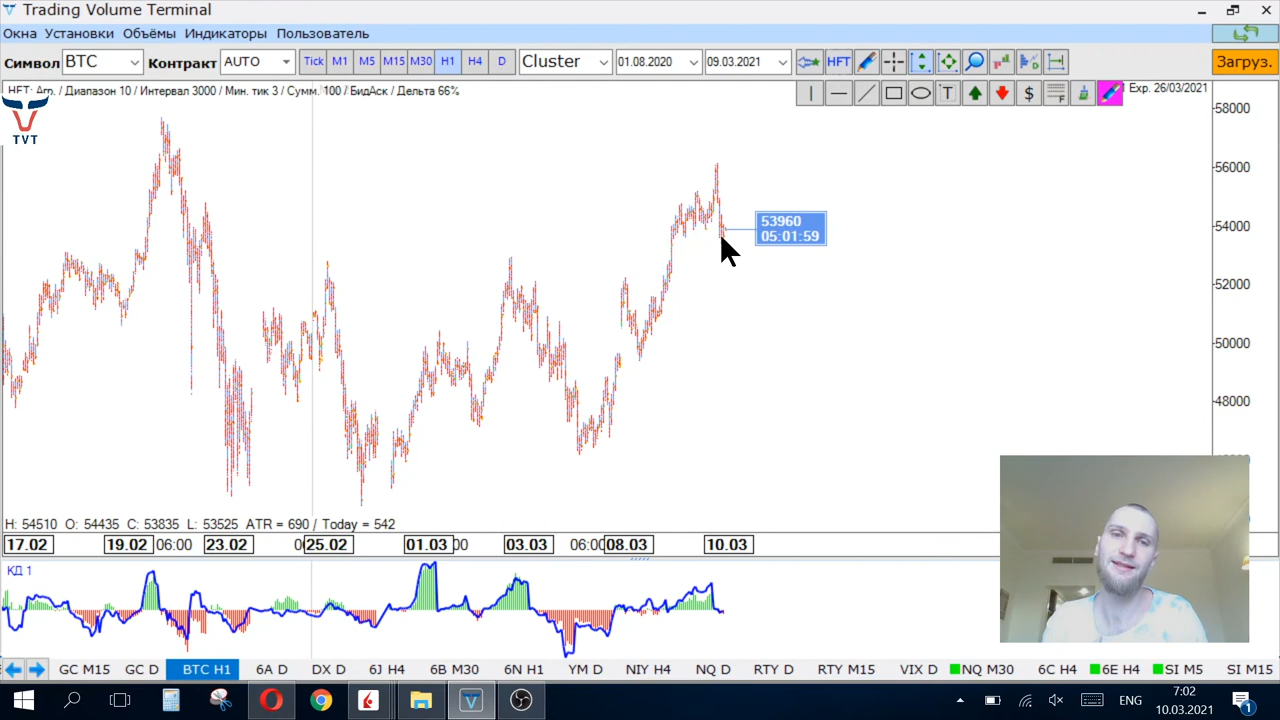 Trading Volume Terminal
Окна Установки Объёмы Индикаторы Пользователь
Символ BTC Контракт AUTO Tick M1 M5 M15 M30 H1 H4 D Cluster 01.08.2020 09.03.2021 HFT Загруз.
HFT: Агр. / Диапазон 10 / Интервал 3000 / Мин. тик 3 / Сумм. 100 / БидАск / Дельта 66%
T $ F Exp. 26/03/2021
TVT
58000
56000
54000
52000
50000
48000
53960
05:01:59
H: 54510 O: 54435 C: 53835 L: 53525 ATR = 690 / Today = 542
17.02 19.02 06:00 23.02 25.02 01.03 03.03 06:00 08.03 10.03
КД 1
GC M15 GC D BTC H1 6A D DX D 6J H4 6B M30 6N H1 YM D NIY H4 NQ D RTY D RTY M15 VIX D NQ M30 6C H4 6E H4 SI M5 SI M15
ENG
7:02
10.03.2021
1